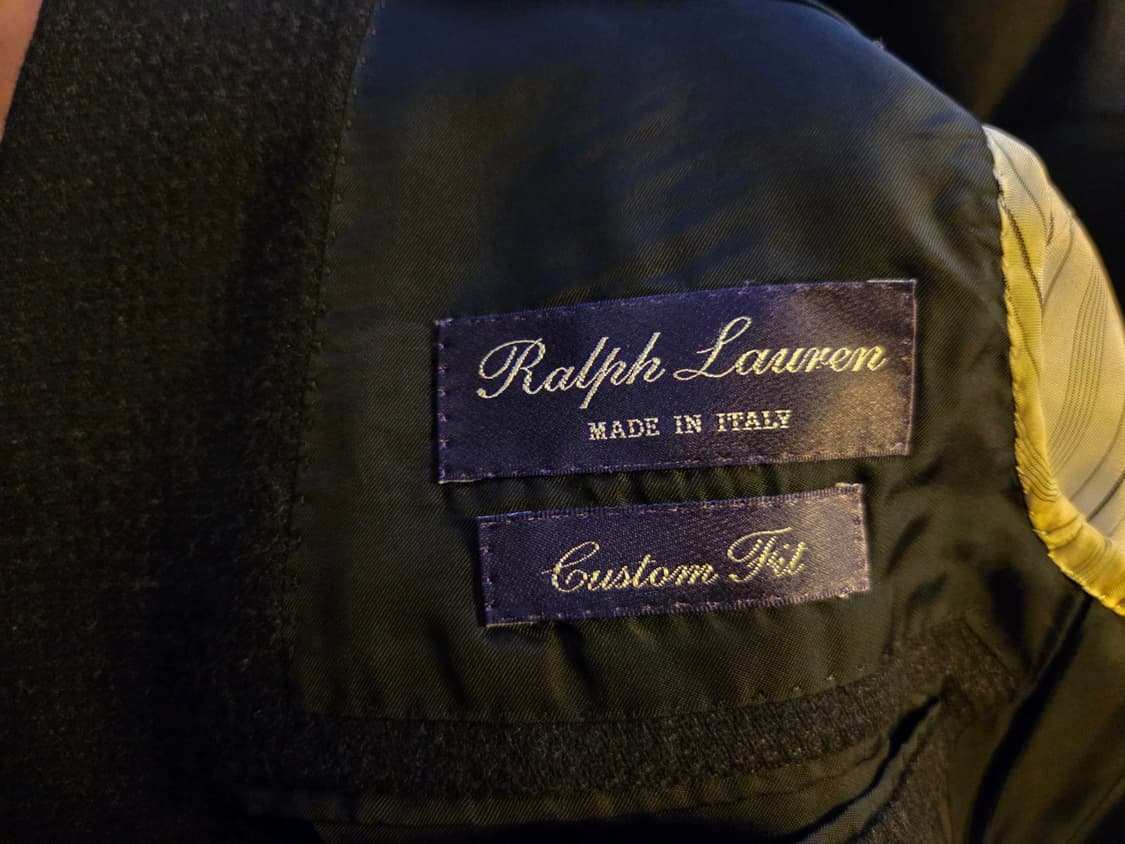 Ralph Lauren
MADE IN ITALY
Custom Fit